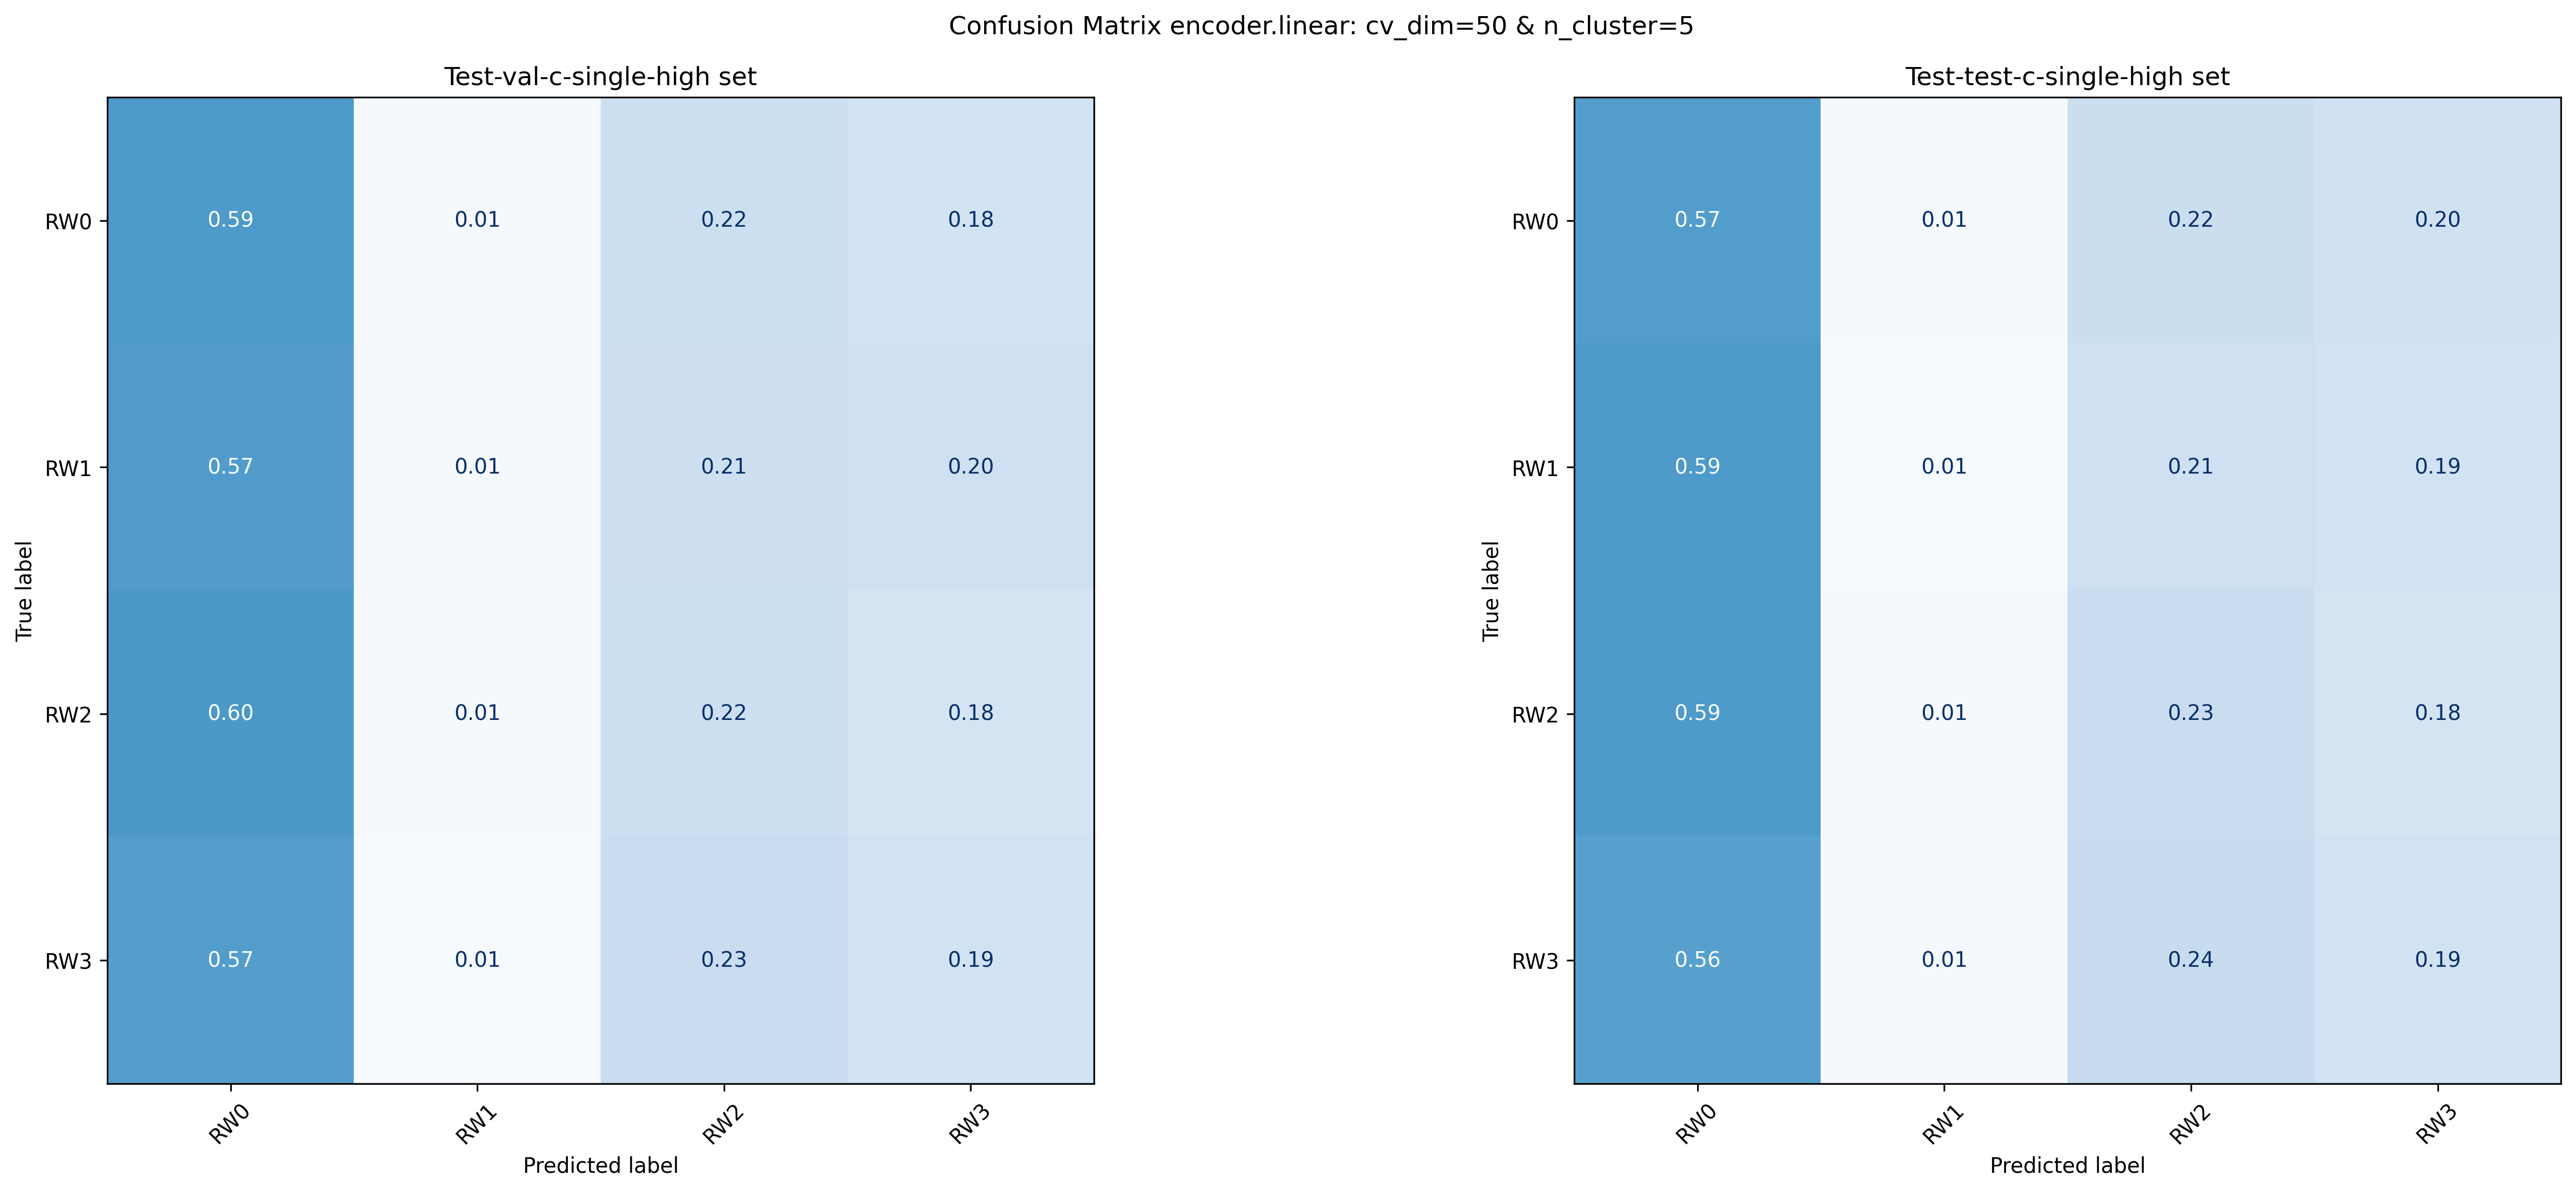 Confusion Matrix encoder.linear: cv_dim=50 & n_cluster=5
Test-val-c-single-high set
True label
RW0 0.59 0.01 0.22 0.18
RW1 0.57 0.01 0.21 0.20
RW2 0.60 0.01 0.22 0.18
RW3 0.57 0.01 0.23 0.19
RW0 RW1 RW2 RW3
Predicted label
Test-test-c-single-high set
True label
RW0 0.57 0.01 0.22 0.20
RW1 0.59 0.01 0.21 0.19
RW2 0.59 0.01 0.23 0.18
RW3 0.56 0.01 0.24 0.19
RW0 RW1 RW2 RW3
Predicted label